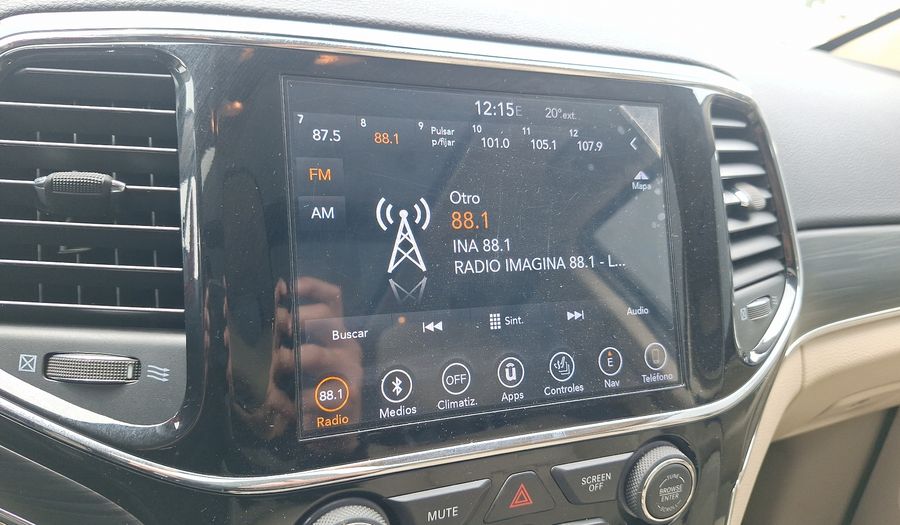 12:15E 20°ext.
7 8 9 10 11 12
87.5 88.1 Pulsar p/fijar 101.0 105.1 107.9
FM
Mapa
AM
Otro
88.1
INA 88.1
RADIO IMAGINA 88.1 - L...
Buscar Sint. Audio
88.1 OFF E
Radio Medios Climatiz. Apps Controles Nav Teléfono
MUTE
SCREEN OFF
TUNE
BROWSE
ENTER
SCROLL